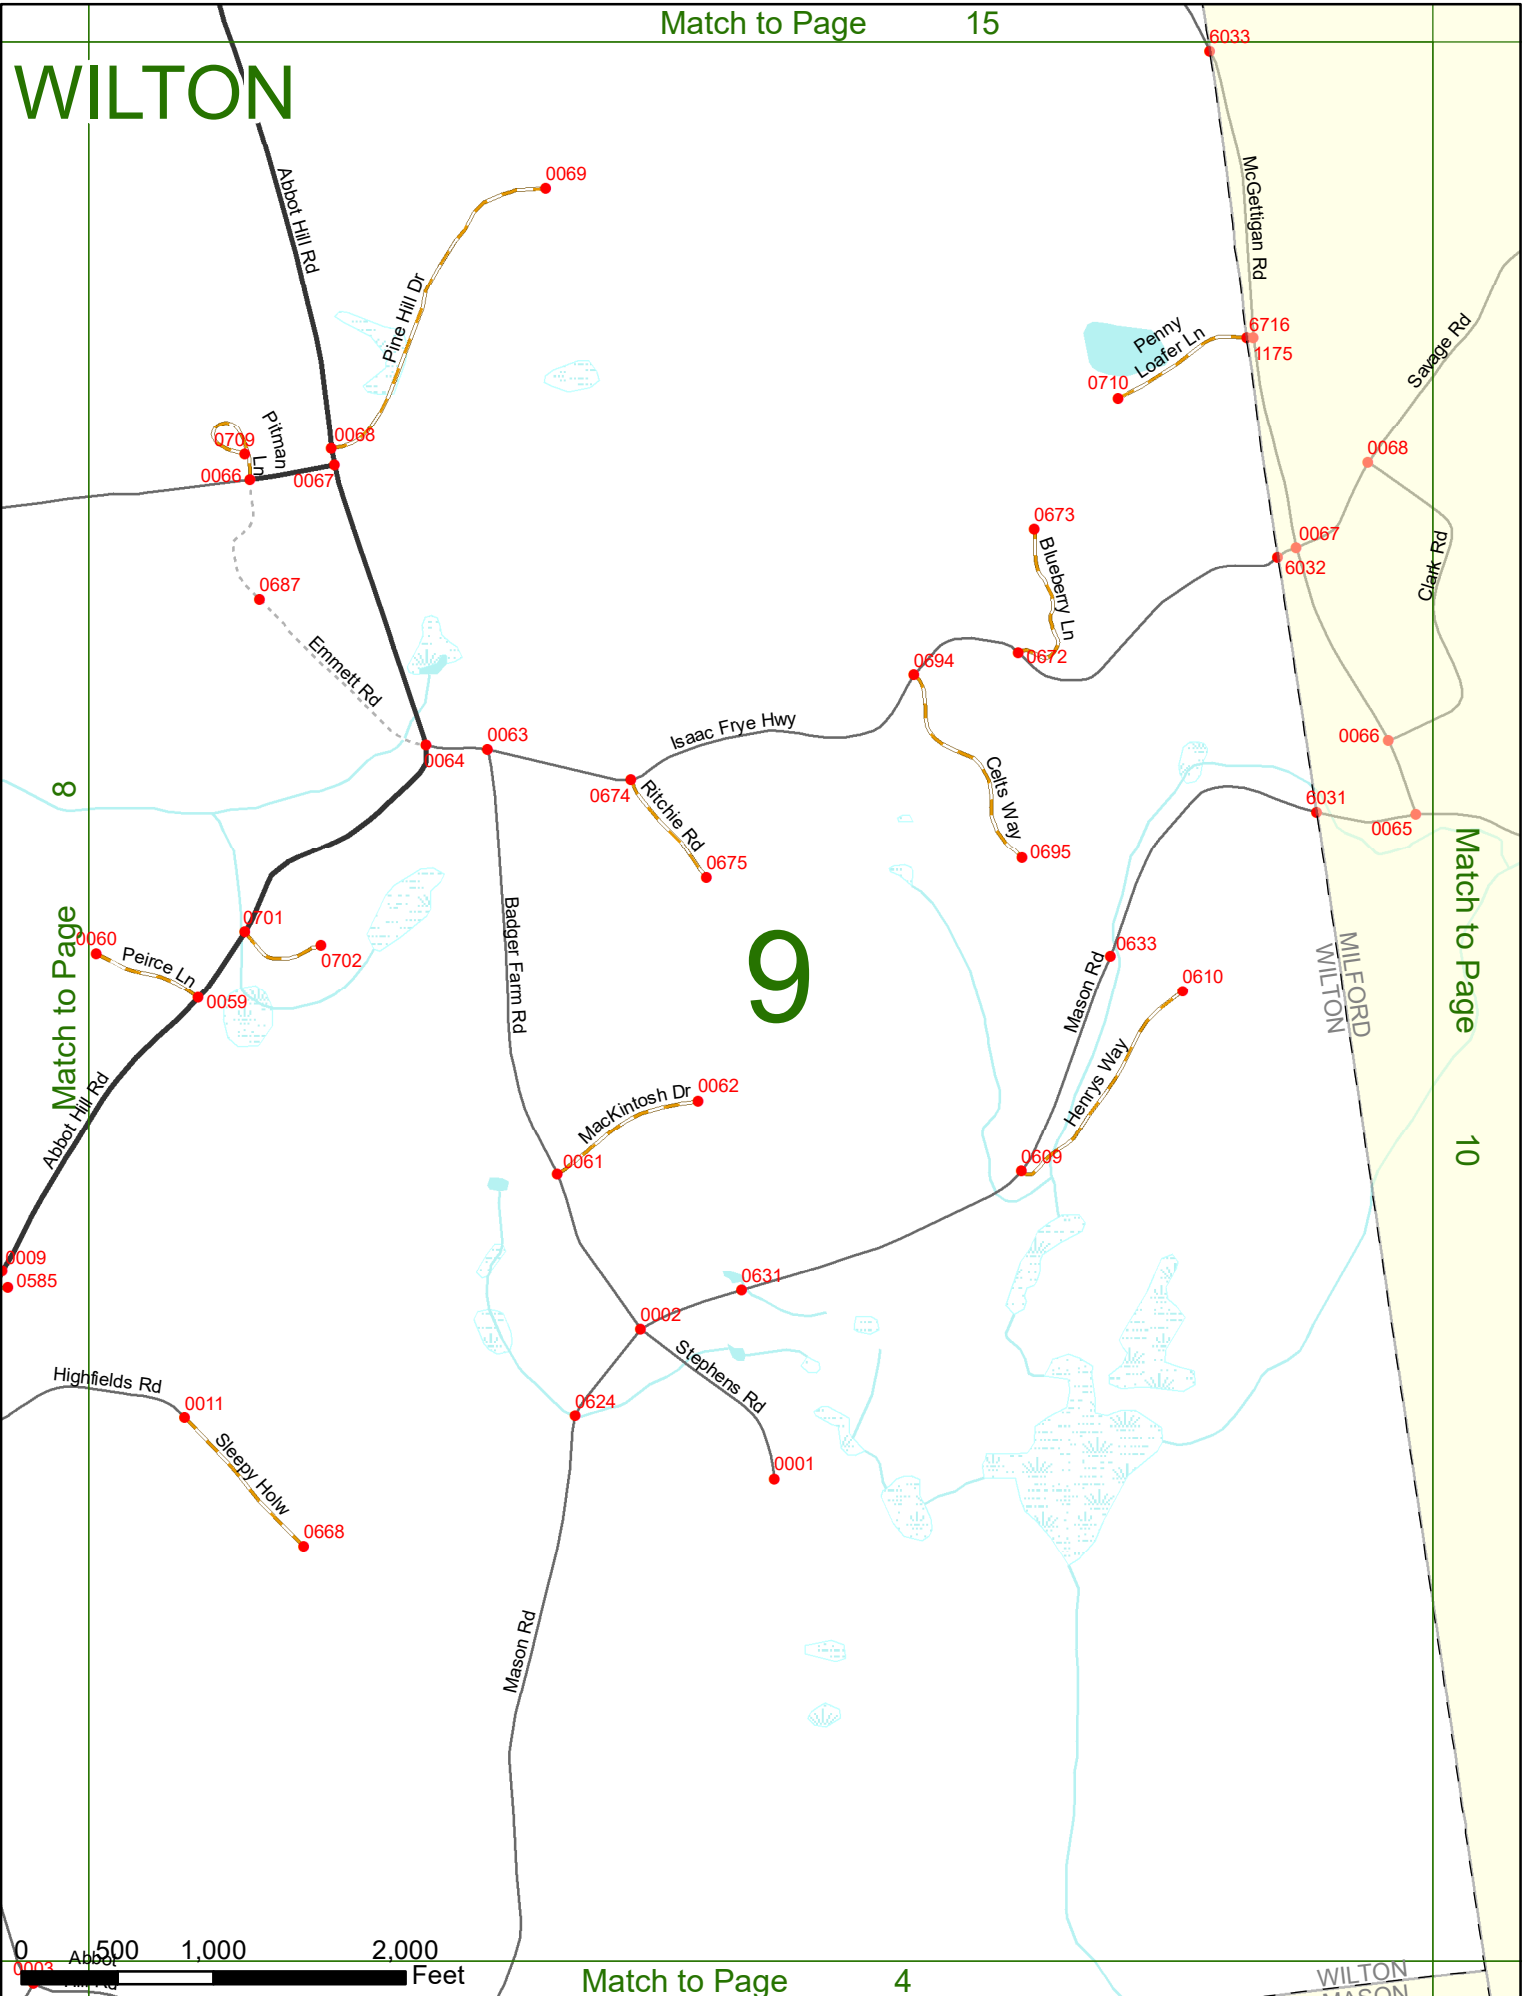 Match to Page 15
6033
WILTON
Abbot Hill Rd
0069
McGettigan Rd
Pine Hill Dr
Penny
Loafer Ln
6716
1175
0710
Savage Rd
Pitman
Ln
0709
0068
0066
0067
0068
0673
Blueberry Ln
0067
6032
Clark Rd
0687
Emmett Rd
0694
0672
0063
0064
Isaac Frye Hwy
0066
0674
Ritchie Rd
Celts Way
8
6031
0065
0675
0695
Match to Page
Match to Page
10
0701
0060
Peirce Ln
0702
0059
Badger Farm Rd
9
0633
Mason Rd
0610
MILFORD
WILTON
Abbot Hill Rd
MacKintosh Dr
0062
Henrys Way
0061
0609
0009
0585
0631
0002
Stephens Rd
Highfields Rd
0011
0624
Sleepy Holw
0001
0668
Mason Rd
0 500 1,000 2,000
Feet
Abbot
Hill Rd
0003
Match to Page 4
WILTON
MASON